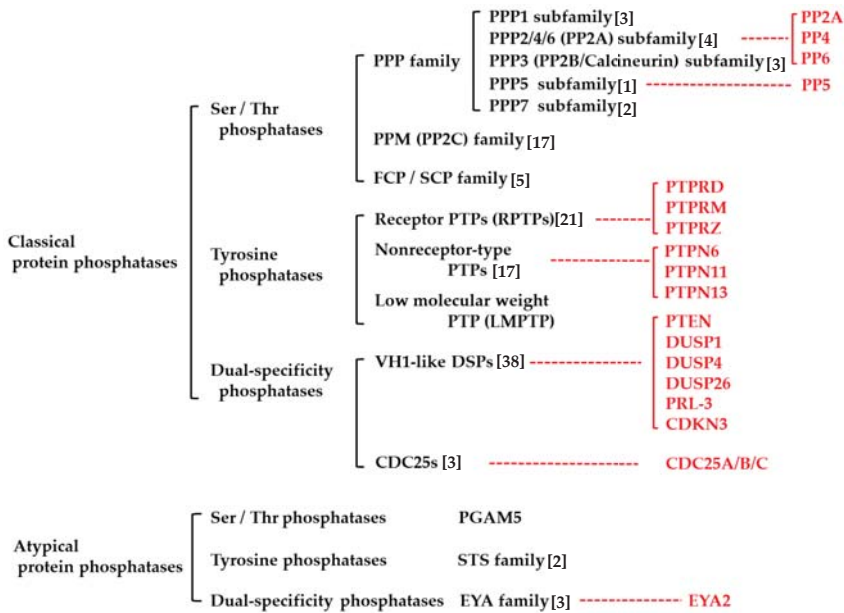 PPP1 subfamily[3]
PP2A
PPP2/4/6 (PP2A) subfamily[4]
PP4
PPP family
PPP3 (PP2B/Calcineurin) subfamily[3]
PP6
PPP5 subfamily[1]
PP5
PPP7 subfamily[2]
Ser / Thr
phosphatases
PPM (PP2C) family[17]
FCP / SCP family[5]
PTPRD
PTPRM
Receptor PTPs (RPTPs)[21]
PTPRZ
Classical
protein phosphatases
Tyrosine
phosphatases
Nonreceptor-type
PTPs [17]
PTPN6
PTPN11
PTPN13
Low molecular weight
PTP (LMPTP)
PTEN
DUSP1
Dual-specificity
phosphatases
VH1-like DSPs[38]
DUSP4
DUSP26
PRL-3
CDKN3
CDC25s [3]
CDC25A/B/C
Ser / Thr phosphatases
PGAM5
Atypical
protein phosphatases
Tyrosine phosphatases
STS family[2]
Dual-specificity phosphatases
EYA family[3]
EYA2